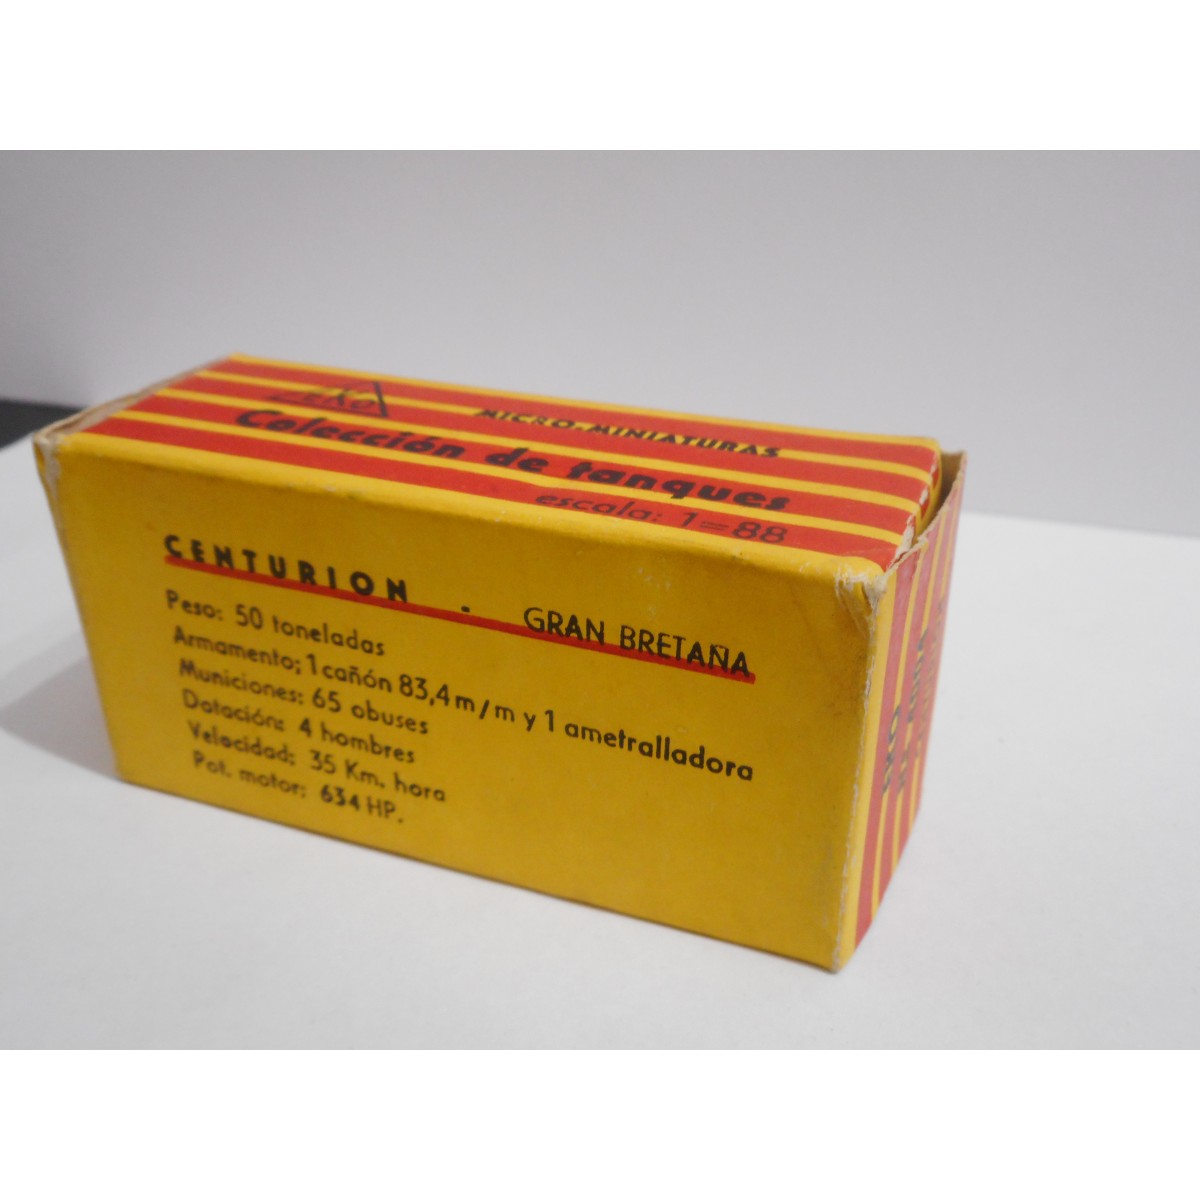 EKO
MICRO-MINIATURAS
Colección de tanques
escala: 1=88
CENTURION - GRAN BRETAÑA
Peso: 50 toneladas
Armamento; 1 cañón 83,4 m/m y 1 ametralladora
Municiones: 65 obuses
Dotación: 4 hombres
Velocidad: 35 Km. hora
Pot. motor: 634 HP.